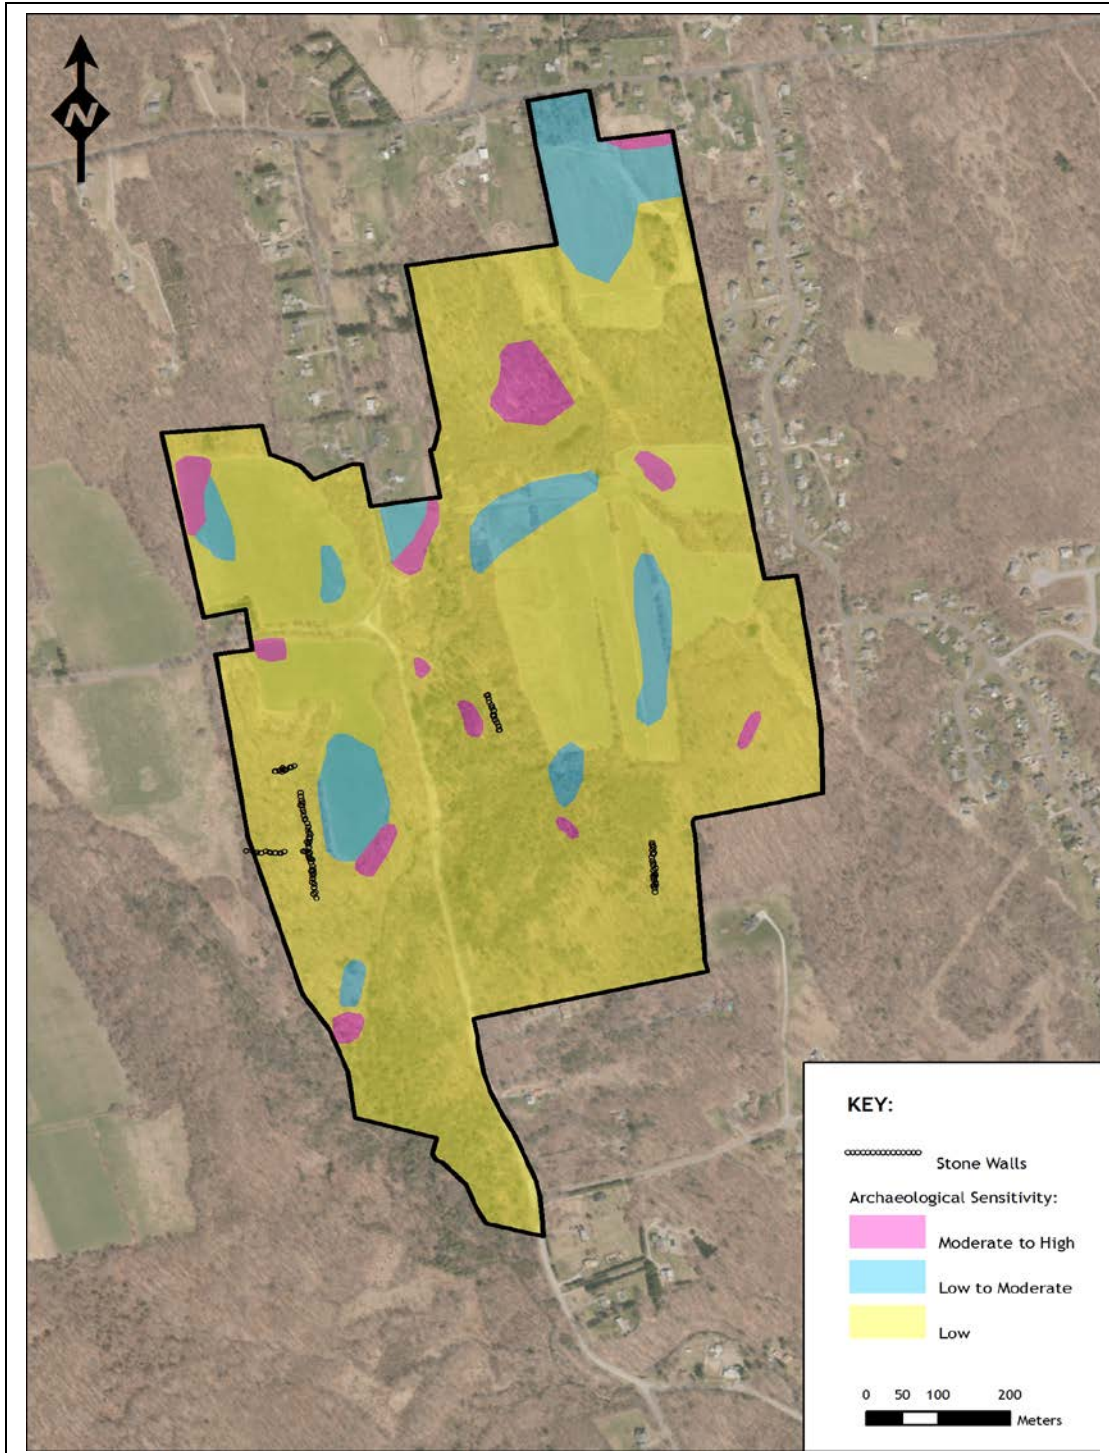 N
KEY:
Stone Walls
Archaeological Sensitivity:
Moderate to High
Low to Moderate
Low
0 50 100 200
Meters